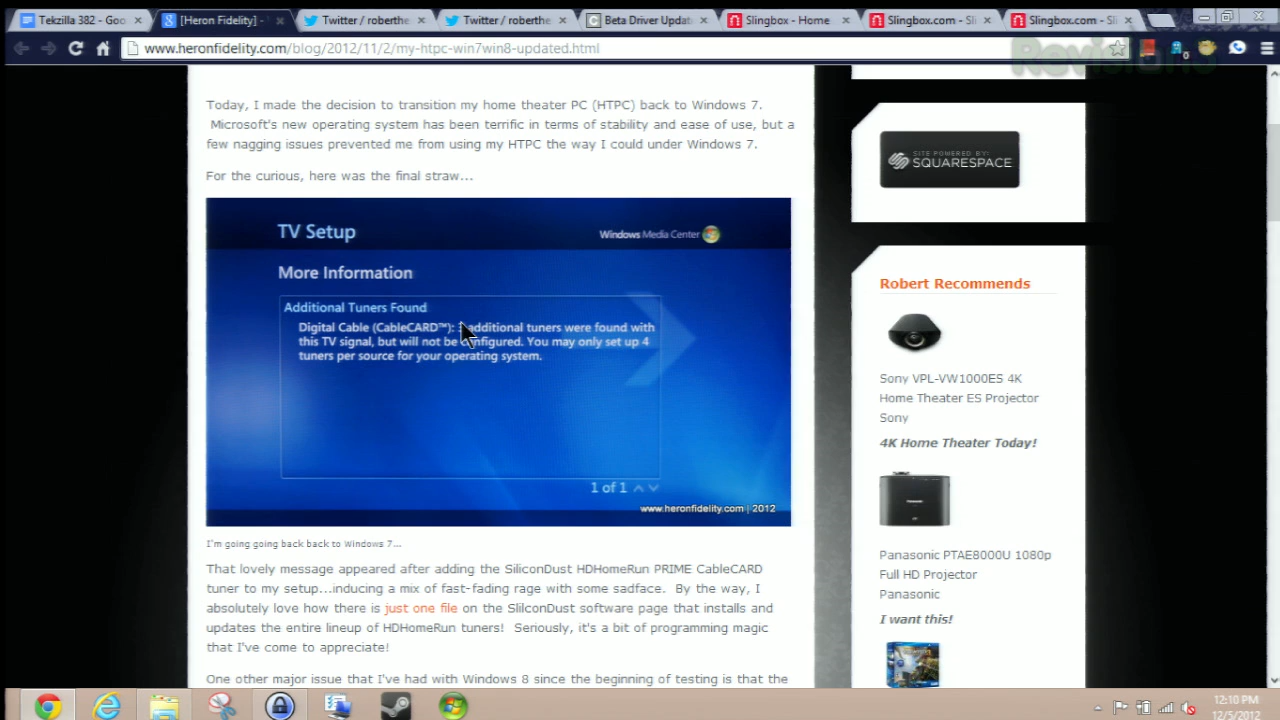 Tekzilla 382 - Goo
[Heron Fidelity] -
Twitter / roberthe
Twitter / roberthe
Beta Driver Updat
Slingbox - Home
Slingbox.com - Sli
Slingbox.com - Sli
www.heronfidelity.com/blog/2012/11/2/my-htpc-win7win8-updated.html
Revision3
Today, I made the decision to transition my home theater PC (HTPC) back to Windows 7.
Microsoft's new operating system has been terrific in terms of stability and ease of use, but a
few nagging issues prevented me from using my HTPC the way I could under Windows 7.
For the curious, here was the final straw...
TV Setup
Windows Media Center
More Information
Additional Tuners Found
Digital Cable (CableCARD™): additional tuners were found with
this TV signal, but will not be configured. You may only set up 4
tuners per source for your operating system.
1 of 1
www.heronfidelity.com | 2012
I'm going going back back to Windows 7...
That lovely message appeared after adding the SiliconDust HDHomeRun PRIME CableCARD
tuner to my setup...inducing a mix of fast-fading rage with some sadface. By the way, I
absolutely love how there is just one file on the SlilconDust software page that installs and
updates the entire lineup of HDHomeRun tuners! Seriously, it's a bit of programming magic
that I've come to appreciate!
One other major issue that I've had with Windows 8 since the beginning of testing is that the
SITE POWERED BY:
SQUARESPACE
Robert Recommends
Sony VPL-VW1000ES 4K
Home Theater ES Projector
Sony
4K Home Theater Today!
Panasonic PTAE8000U 1080p
Full HD Projector
Panasonic
I want this!
12:10 PM
12/5/2012